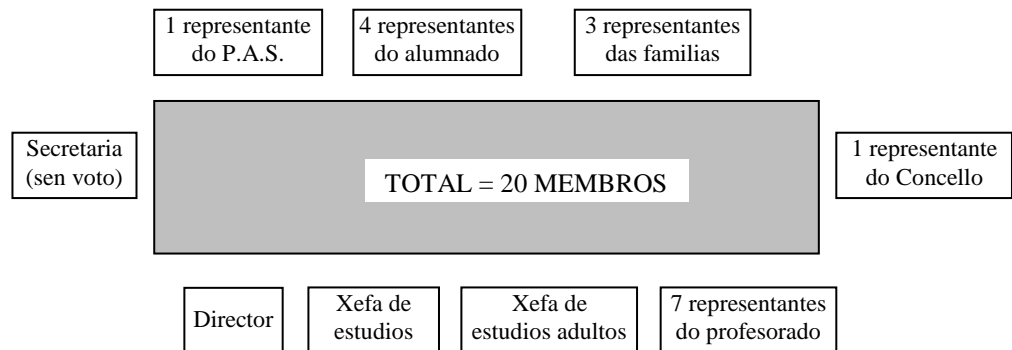 1 representante
do P.A.S.
4 representantes
do alumnado
3 representantes
das familias
Secretaria
(sen voto)
TOTAL = 20 MEMBROS
1 representante
do Concello
Director
Xefa de
estudios
Xefa de
estudios adultos
7 representantes
do profesorado